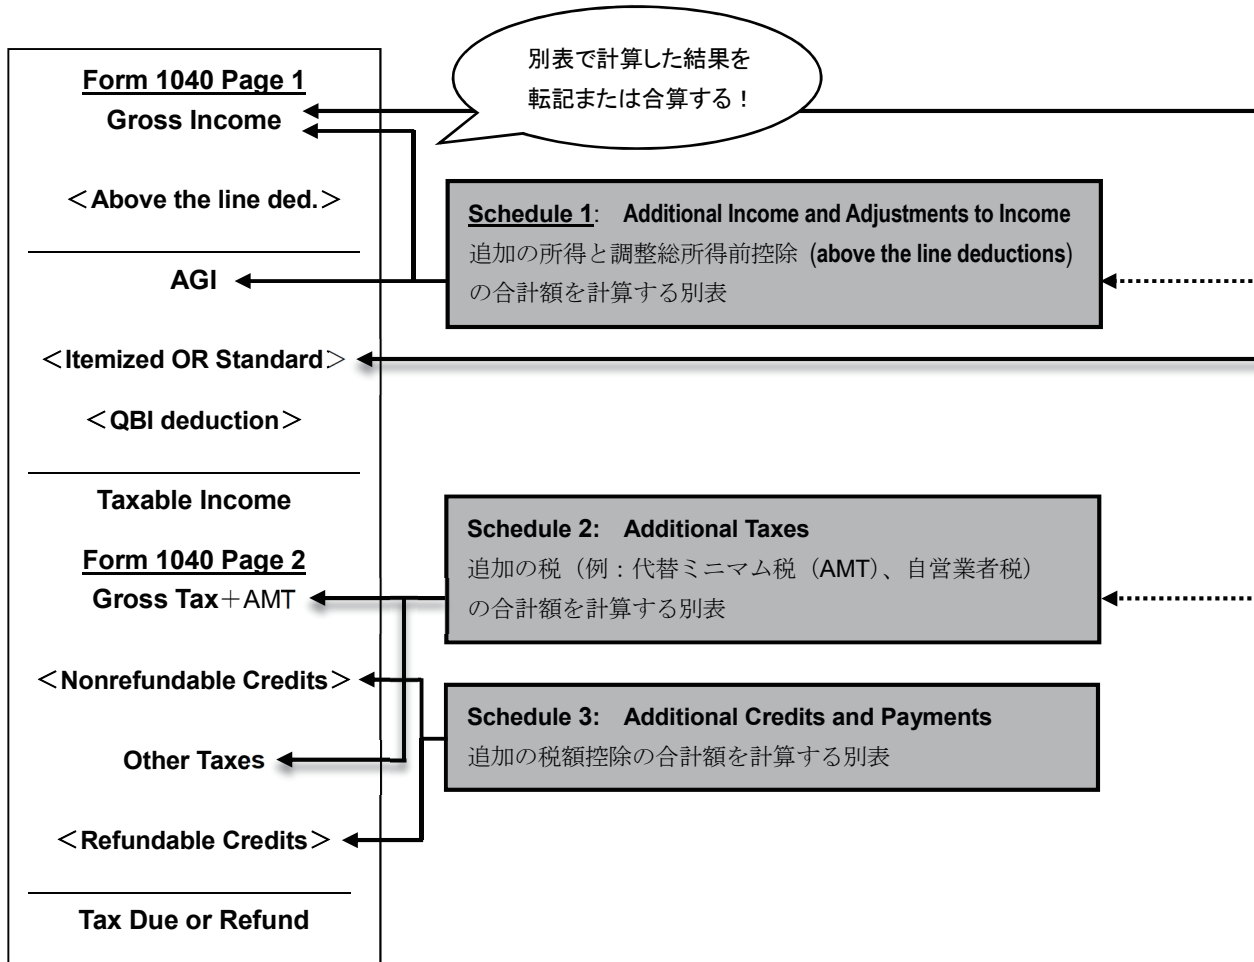 別表で計算した結果を
転記または合算する！
Form 1040 Page 1
Gross Income
＜Above the line ded.＞
AGI
＜Itemized OR Standard＞
＜QBI deduction＞
Taxable Income
Form 1040 Page 2
Gross Tax＋AMT
＜Nonrefundable Credits＞
Other Taxes
＜Refundable Credits＞
Tax Due or Refund
Schedule 1: Additional Income and Adjustments to Income
追加の所得と調整総所得前控除 (above the line deductions)
の合計額を計算する別表
Schedule 2: Additional Taxes
追加の税（例：代替ミニマム税（AMT）、自営業者税）
の合計額を計算する別表
Schedule 3: Additional Credits and Payments
追加の税額控除の合計額を計算する別表